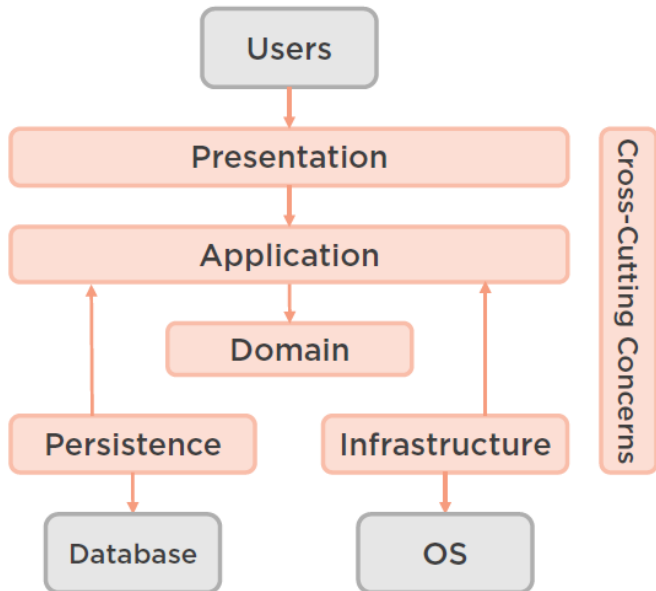 Users
Presentation
Application
Domain
Persistence
Infrastructure
Database
OS
Cross-Cutting Concerns